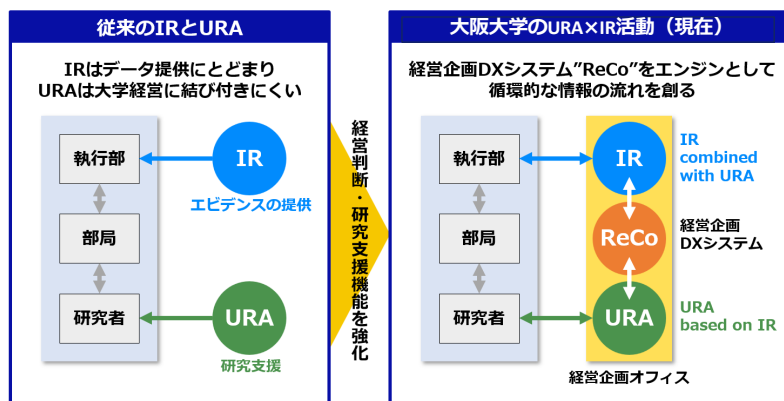 従来のIRとURA
IRはデータ提供にとどまり
URAは大学経営に結び付きにくい
執行部
IR
エビデンスの提供
部局
研究者
URA
研究支援
経営判断・研究支援機能を強化
大阪大学のURA×IR活動（現在）
経営企画DXシステム”ReCo”をエンジンとして
循環的な情報の流れを創る
執行部
IR
IR
combined
with URA
部局
ReCo
経営企画
DXシステム
研究者
URA
URA
based on IR
経営企画オフィス